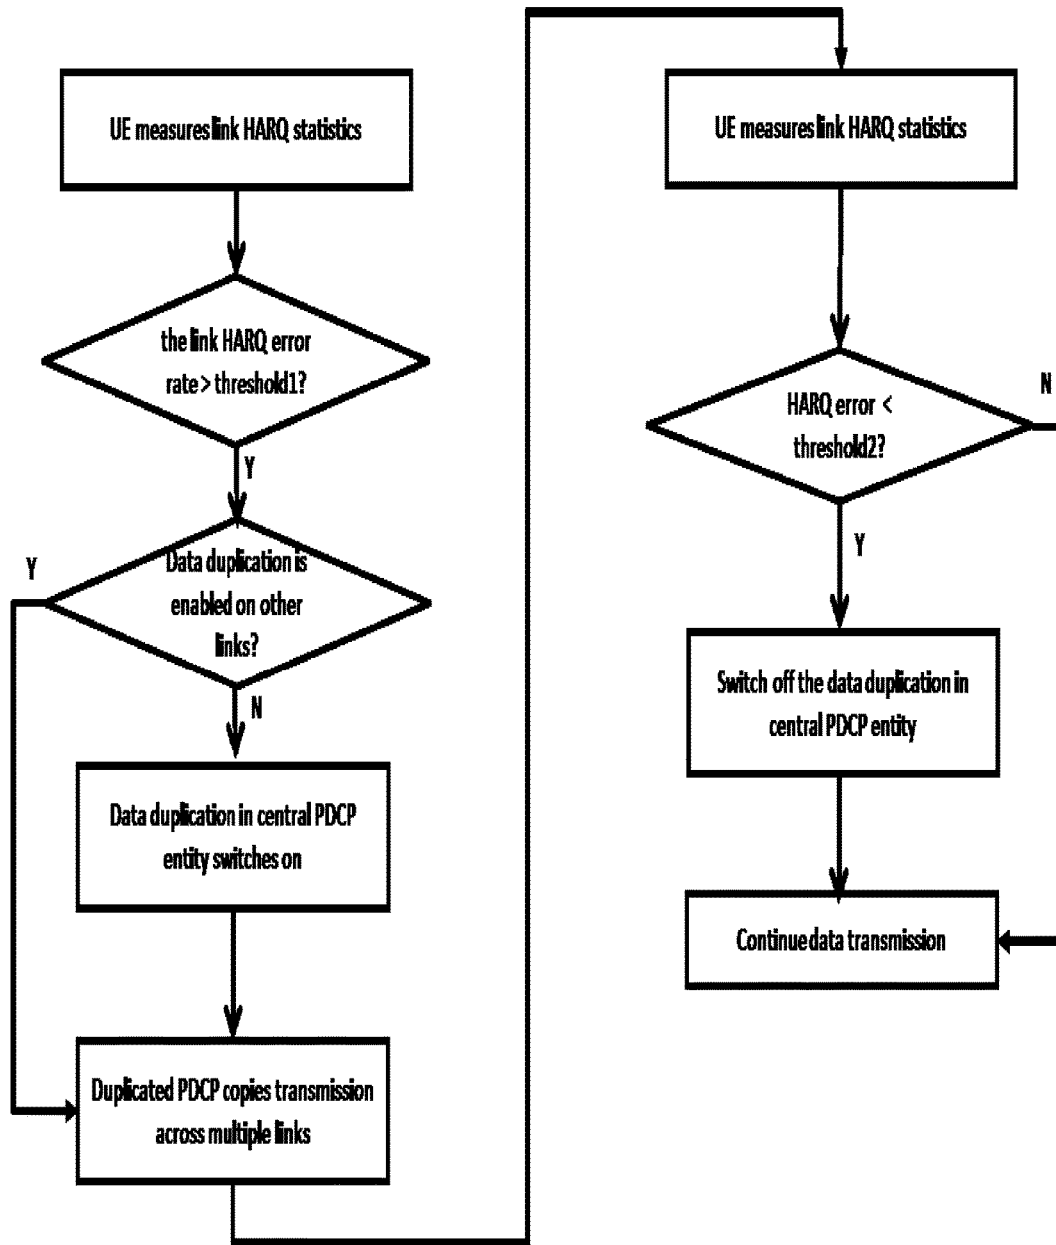 UE measures link HARQ statistics
the link HARQ error
rate > threshold1?
Y
Data duplication is
enabled on other
links?
Y
N
Data duplication in central PDCP
entity switches on
Duplicated PDCP copies transmission
across multiple links
UE measures link HARQ statistics
HARQ error <
threshold2?
N
Y
Switch off the data duplication in
central PDCP entity
Continue data transmission